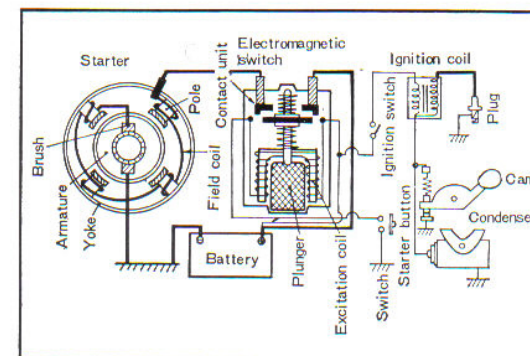 Starter
Electromagnetic
switch
Contact unit
Ignition coil
Pole
Ignition switch
Plug
Brush
Field coil
Armature
Yoke
Cam
Condense
Battery
Plunger
Excitation coil
Switch
Starter button